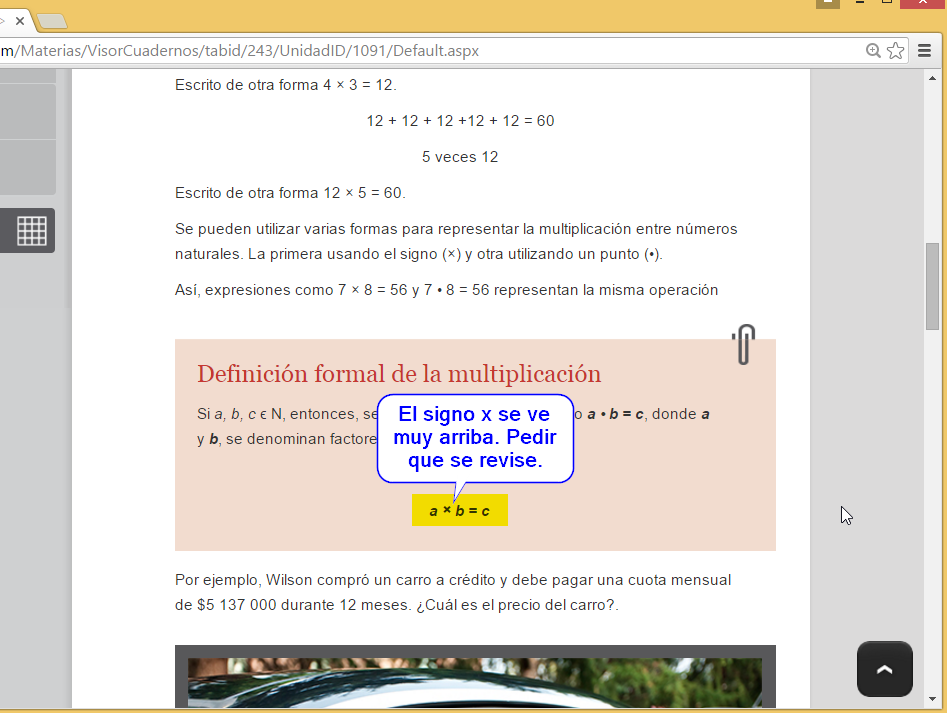 m/Materias/VisorCuadernos/tabid/243/UnidadID/1091/Default.aspx
Escrito de otra forma 4 × 3 = 12.
12 + 12 + 12 +12 + 12 = 60
5 veces 12
Escrito de otra forma 12 × 5 = 60.
Se pueden utilizar varias formas para representar la multiplicación entre números
naturales. La primera usando el signo (×) y otra utilizando un punto (•).
Así, expresiones como 7 × 8 = 56 y 7 • 8 = 56 representan la misma operación
Definición formal de la multiplicación
Si a, b, c ϵ N, entonces, se o a • b = c, donde a
y b, se denominan factore
El signo x se ve
muy arriba. Pedir
que se revise.
a × b = c
Por ejemplo, Wilson compró un carro a crédito y debe pagar una cuota mensual
de $5 137 000 durante 12 meses. ¿Cuál es el precio del carro?.